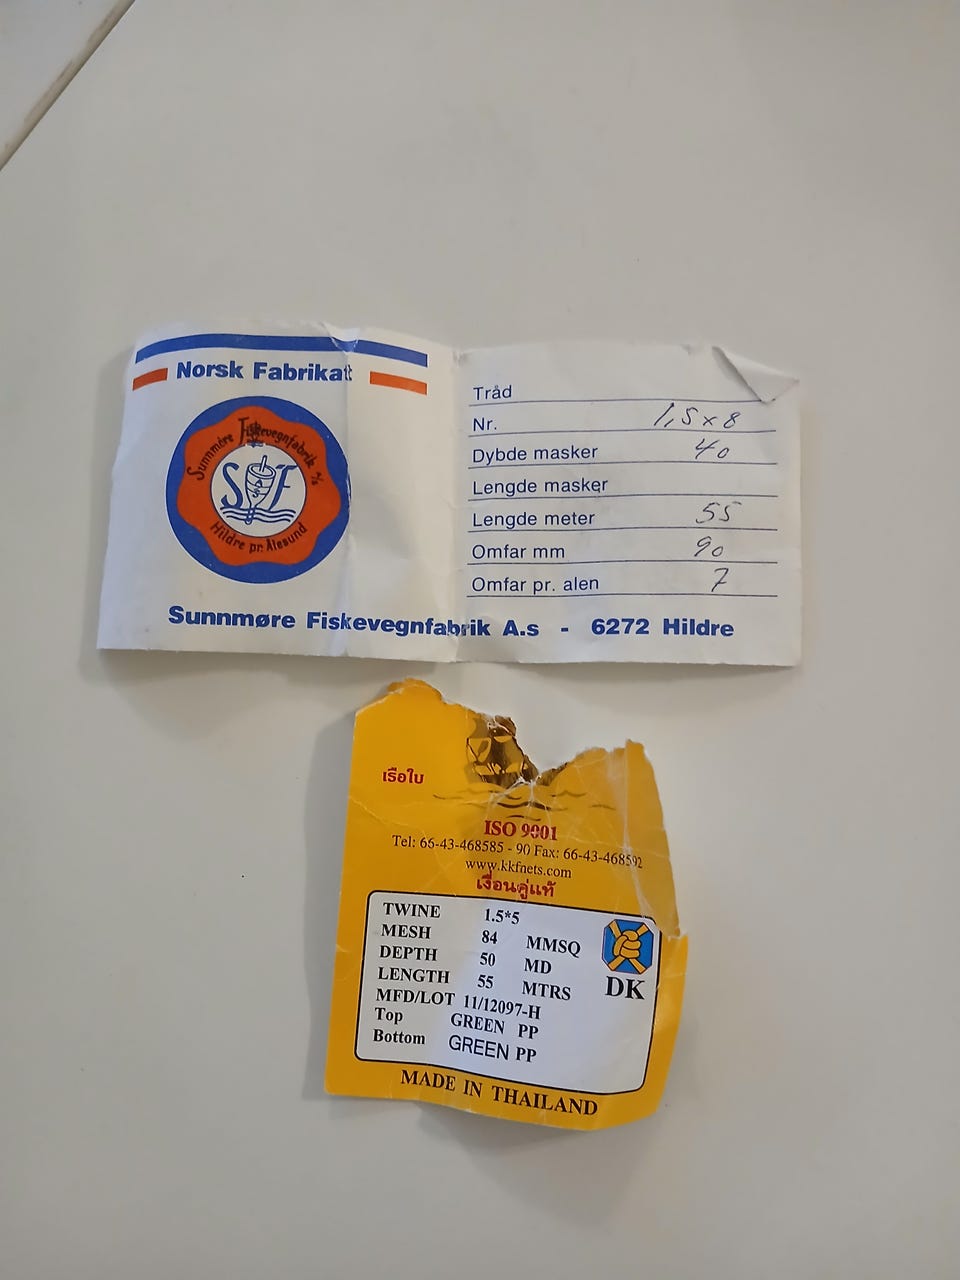 Norsk Fabrikat
Sunnmøre Fiskevegnfabrik A/S
S F
Hildre pr. Ålesund
Tråd
Nr. 1,5 x 8
Dybde masker 40
Lengde masker
Lengde meter 55
Omfar mm 90
Omfar pr. alen 7
Sunnmøre Fiskevegnfabrik A.s - 6272 Hildre
เรือใบ
ISO 9001
Tel: 66-43-468585 - 90 Fax: 66-43-468592
www.kkfnets.com
เงื่อนคู่แท้
TWINE 1.5*5
MESH 84 MMSQ
DEPTH 50 MD
LENGTH 55 MTRS
DK
MFD/LOT 11/12097-H
Top GREEN PP
Bottom GREEN PP
MADE IN THAILAND